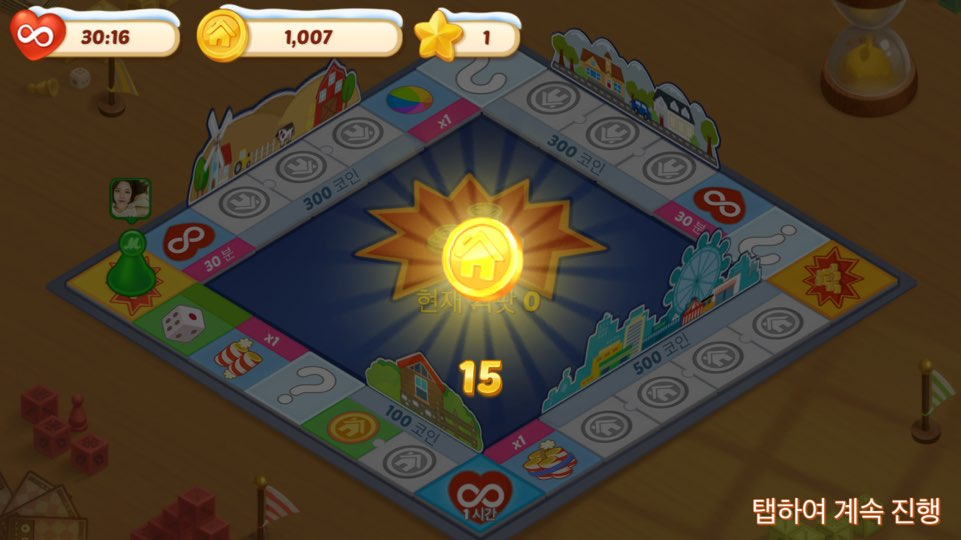 30:16
1,007
1
x1
300 코인
300 코인
30 분
30 분
현재 잭팟 0
x1
15
500 코인
100 코인
x1
1 시간
탭하여 계속 진행